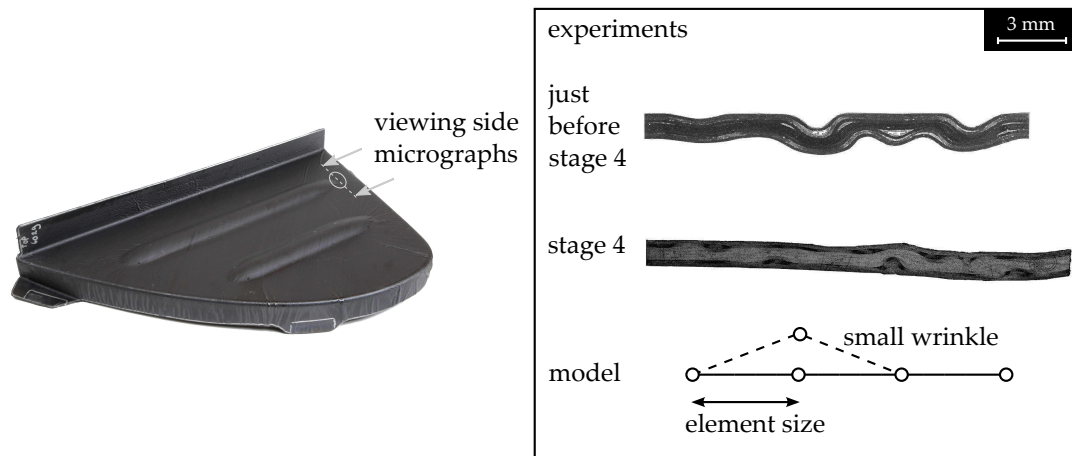 viewing side
micrographs
experiments
3 mm
just
before
stage 4
stage 4
small wrinkle
model
element size